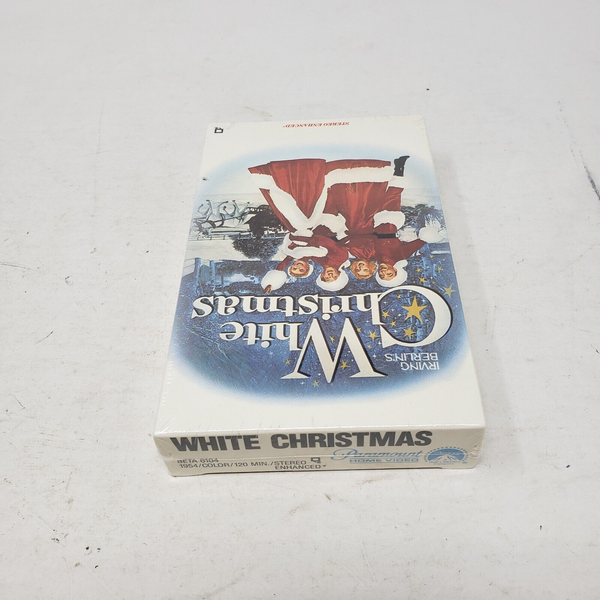 IRVING
BERLIN'S
White
Christmas
STEREO ENHANCED*
WHITE CHRISTMAS
BETA 6104
1954/COLOR/120 MIN./STEREO
ENHANCED*
Paramount
HOME VIDEO